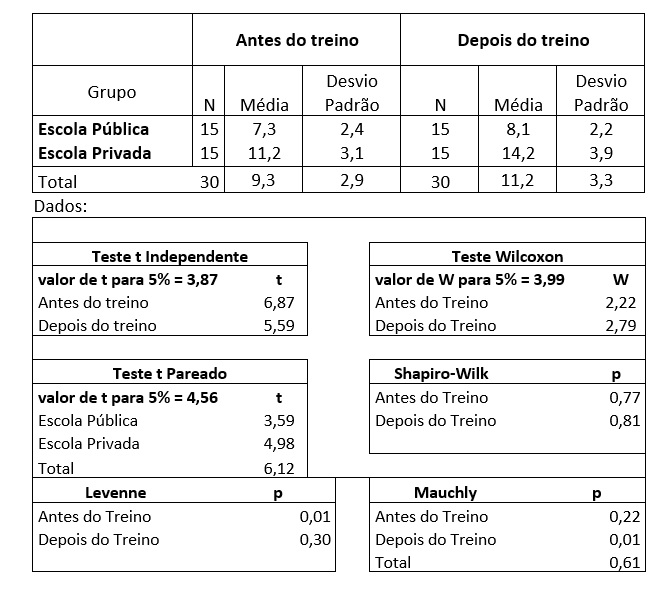 Antes do treino Depois do treino
Grupo N Média Desvio Padrão N Média Desvio Padrão
Escola Pública 15 7,3 2,4 15 8,1 2,2
Escola Privada 15 11,2 3,1 15 14,2 3,9
Total 30 9,3 2,9 30 11,2 3,3
Dados:
Teste t Independente
valor de t para 5% = 3,87 t
Antes do treino 6,87
Depois do treino 5,59
Teste Wilcoxon
valor de W para 5% = 3,99 W
Antes do Treino 2,22
Depois do Treino 2,79
Teste t Pareado
valor de t para 5% = 4,56 t
Escola Pública 3,59
Escola Privada 4,98
Total 6,12
Shapiro-Wilk p
Antes do Treino 0,77
Depois do Treino 0,81
Levenne p
Antes do Treino 0,01
Depois do Treino 0,30
Mauchly p
Antes do Treino 0,22
Depois do Treino 0,01
Total 0,61